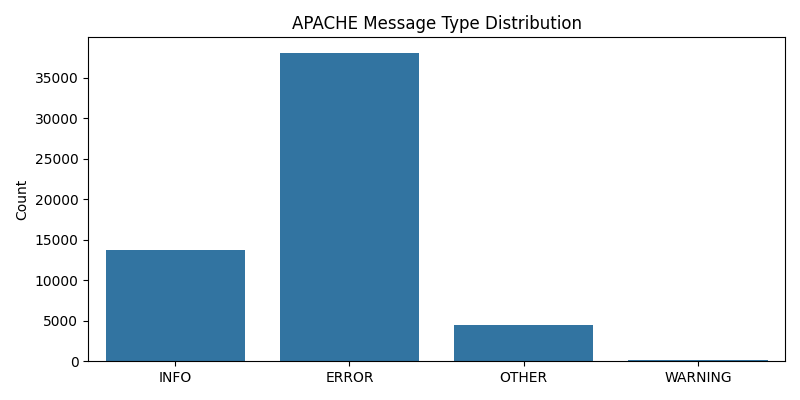 APACHE Message Type Distribution
Count
35000
30000
25000
20000
15000
10000
5000
0
INFO
ERROR
OTHER
WARNING